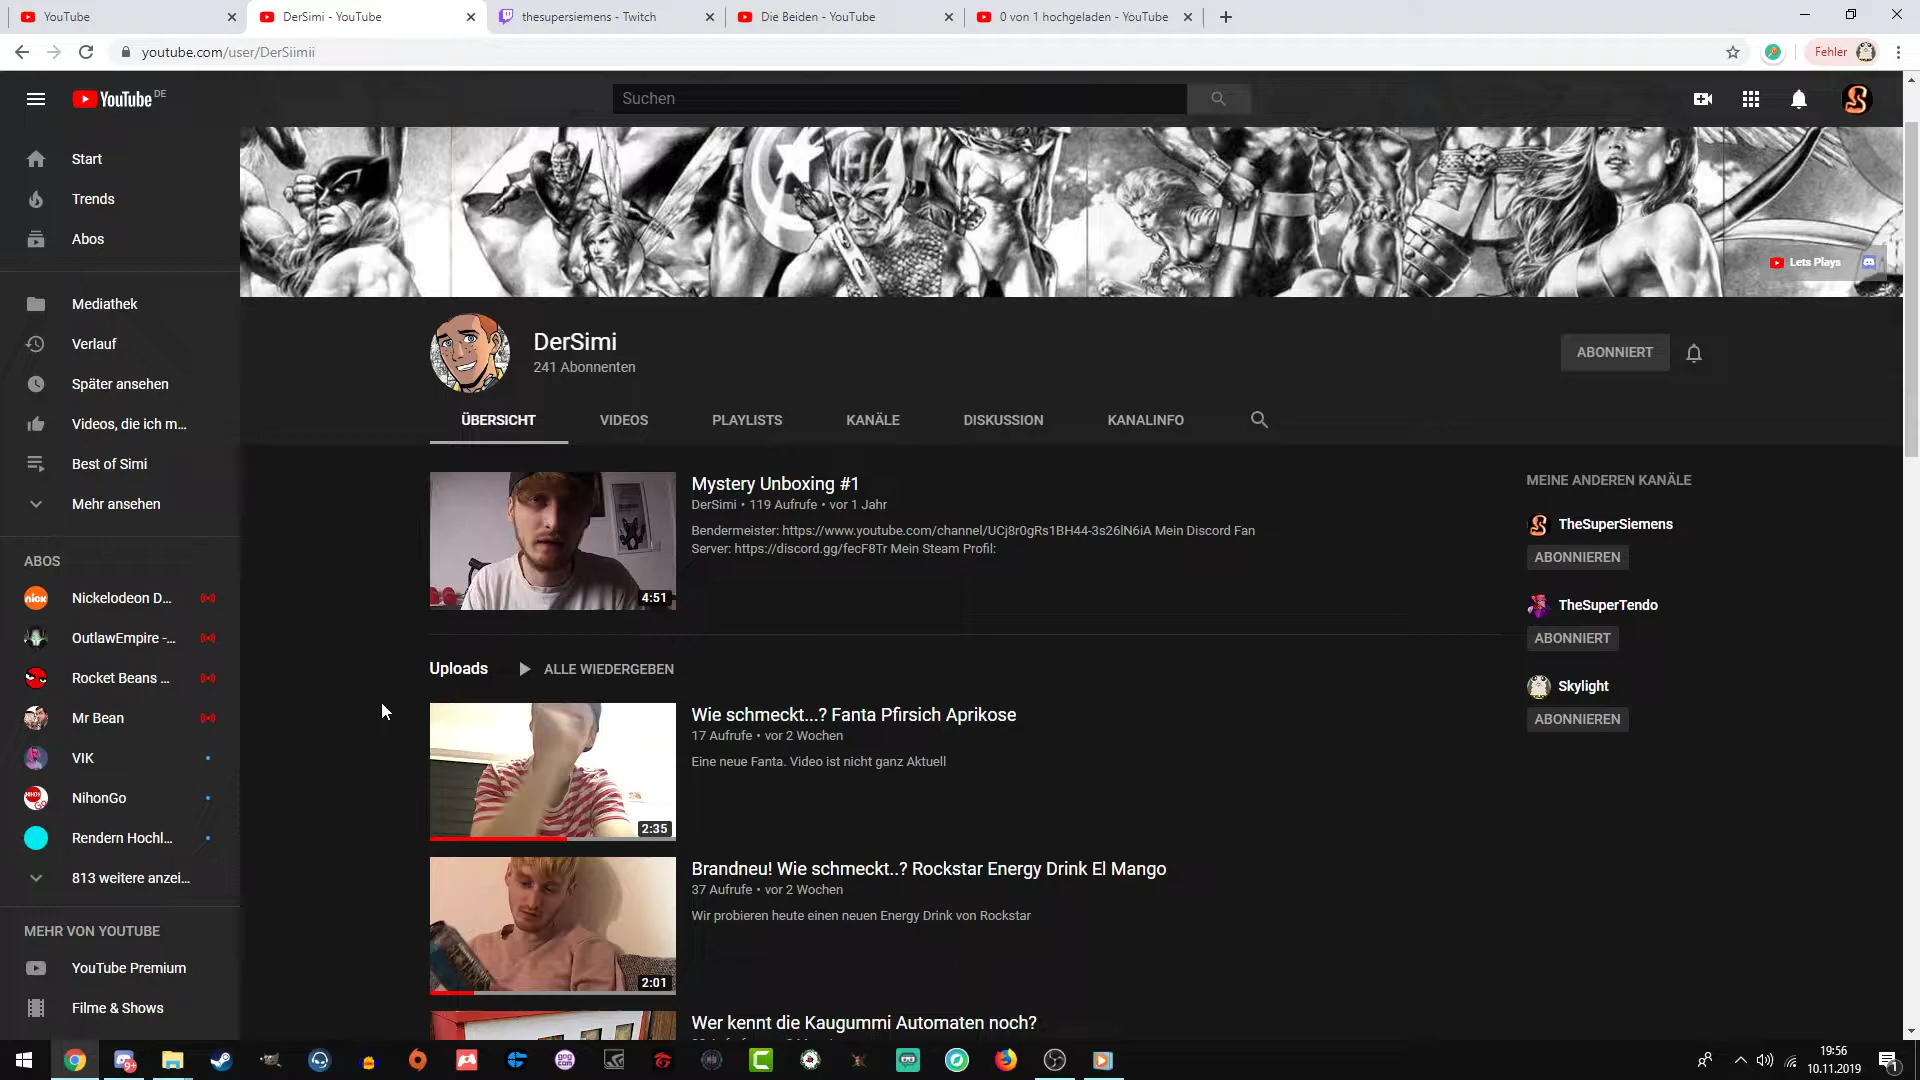 YouTube
DerSimi - YouTube
thesupersiemens - Twitch
Die Beiden - YouTube
0 von 1 hochgeladen - YouTube
youtube.com/user/DerSiimii
Fehler
YouTube DE
Suchen
Start
Trends
Abos
Mediathek
Verlauf
Später ansehen
Videos, die ich m...
Best of Simi
Mehr ansehen
ABOS
Nickelodeon D...
OutlawEmpire -...
Rocket Beans ...
Mr Bean
VIK
NihonGo
Rendern Hochl...
813 weitere anzei...
MEHR VON YOUTUBE
YouTube Premium
Filme & Shows
Lets Plays
DerSimi
241 Abonnenten
ABONNIERT
ÜBERSICHT
VIDEOS
PLAYLISTS
KANÄLE
DISKUSSION
KANALINFO
4:51
Mystery Unboxing #1
DerSimi • 119 Aufrufe • vor 1 Jahr
Bendermeister: https://www.youtube.com/channel/UCj8r0gRs1BH44-3s26lN6iA Mein Discord Fan
Server: https://discord.gg/fecF8Tr Mein Steam Profil:
Uploads
ALLE WIEDERGEBEN
2:35
Wie schmeckt...? Fanta Pfirsich Aprikose
17 Aufrufe • vor 2 Wochen
Eine neue Fanta. Video ist nicht ganz Aktuell
2:01
Brandneu! Wie schmeckt..? Rockstar Energy Drink El Mango
37 Aufrufe • vor 2 Wochen
Wir probieren heute einen neuen Energy Drink von Rockstar
Wer kennt die Kaugummi Automaten noch?
MEINE ANDEREN KANÄLE
TheSuperSiemens
ABONNIEREN
TheSuperTendo
ABONNIERT
Skylight
ABONNIEREN
19:56
10.11.2019